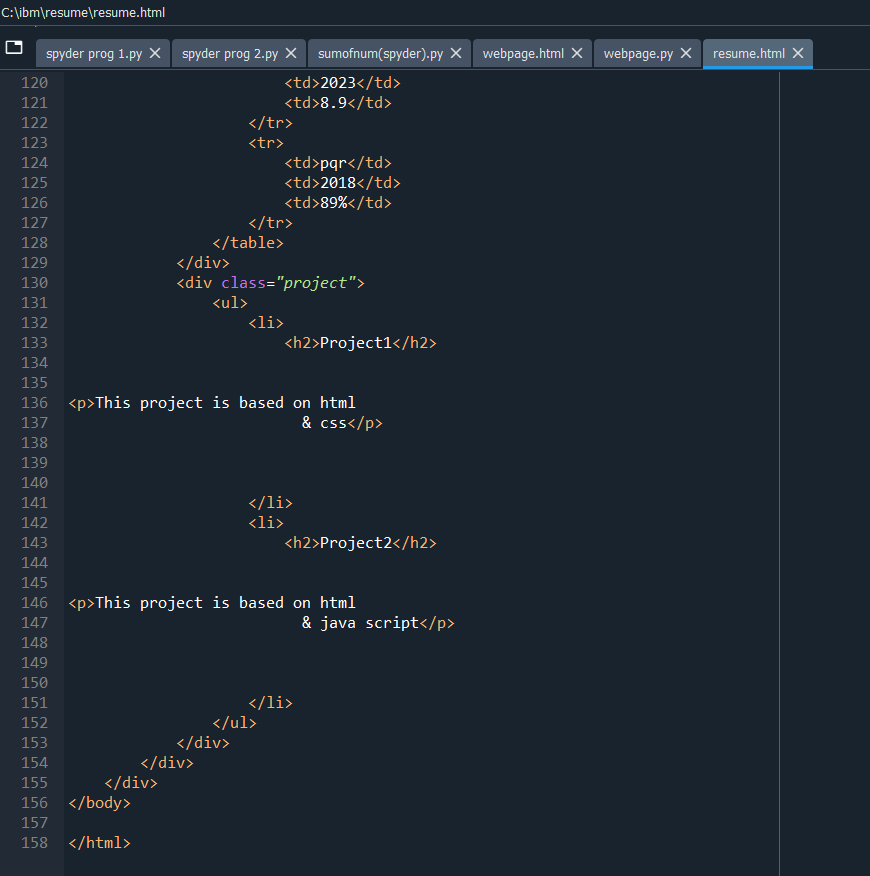 C:\ibm\resume\resume.html
spyder prog 1.py spyder prog 2.py sumofnum(spyder).py webpage.html webpage.py resume.html
120 <td>2023</td>
121 <td>8.9</td>
122 </tr>
123 <tr>
124 <td>pqr</td>
125 <td>2018</td>
126 <td>89%</td>
127 </tr>
128 </table>
129 </div>
130 <div class="project">
131 <ul>
132 <li>
133 <h2>Project1</h2>
134
135
136 <p>This project is based on html
137 & css</p>
138
139
140
141 </li>
142 <li>
143 <h2>Project2</h2>
144
145
146 <p>This project is based on html
147 & java script</p>
148
149
150
151 </li>
152 </ul>
153 </div>
154 </div>
155 </div>
156 </body>
157
158 </html>